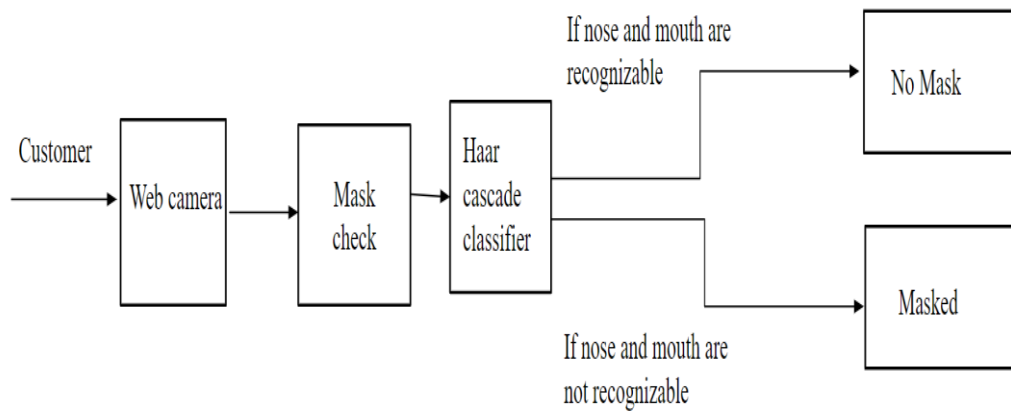 Customer
Web camera
Mask
check
Haar
cascade
classifier
If nose and mouth are
recognizable
No Mask
If nose and mouth are
not recognizable
Masked